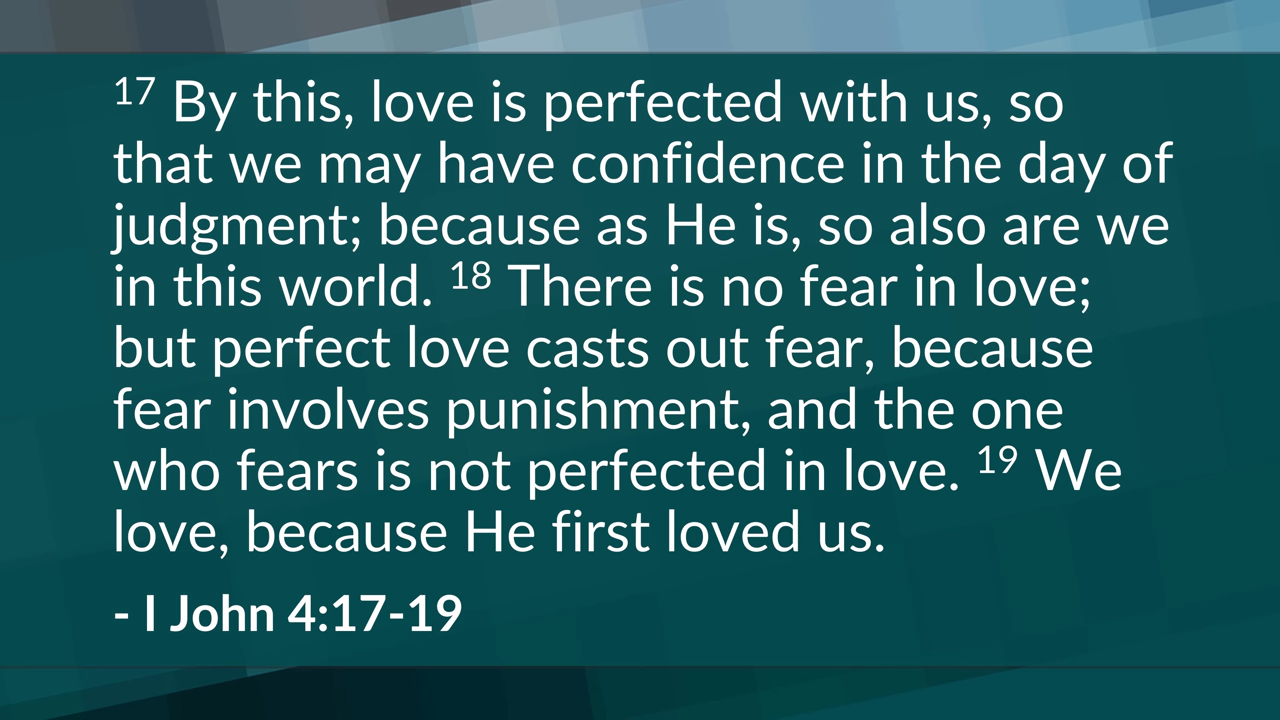 17 By this, love is perfected with us, so
that we may have confidence in the day of
judgment; because as He is, so also are we
in this world. 18 There is no fear in love;
but perfect love casts out fear, because
fear involves punishment, and the one
who fears is not perfected in love. 19 We
love, because He first loved us.
- I John 4:17-19